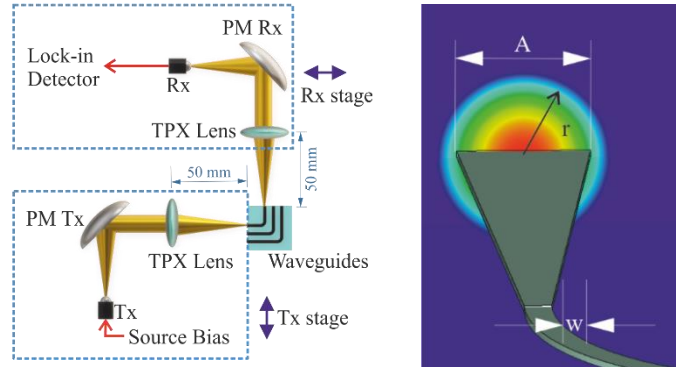 PM Rx
Lock-in
Detector
Rx
Rx stage
TPX Lens
50 mm
50 mm
PM Tx
TPX Lens
Waveguides
Tx
Tx stage
Source Bias
A
r
w